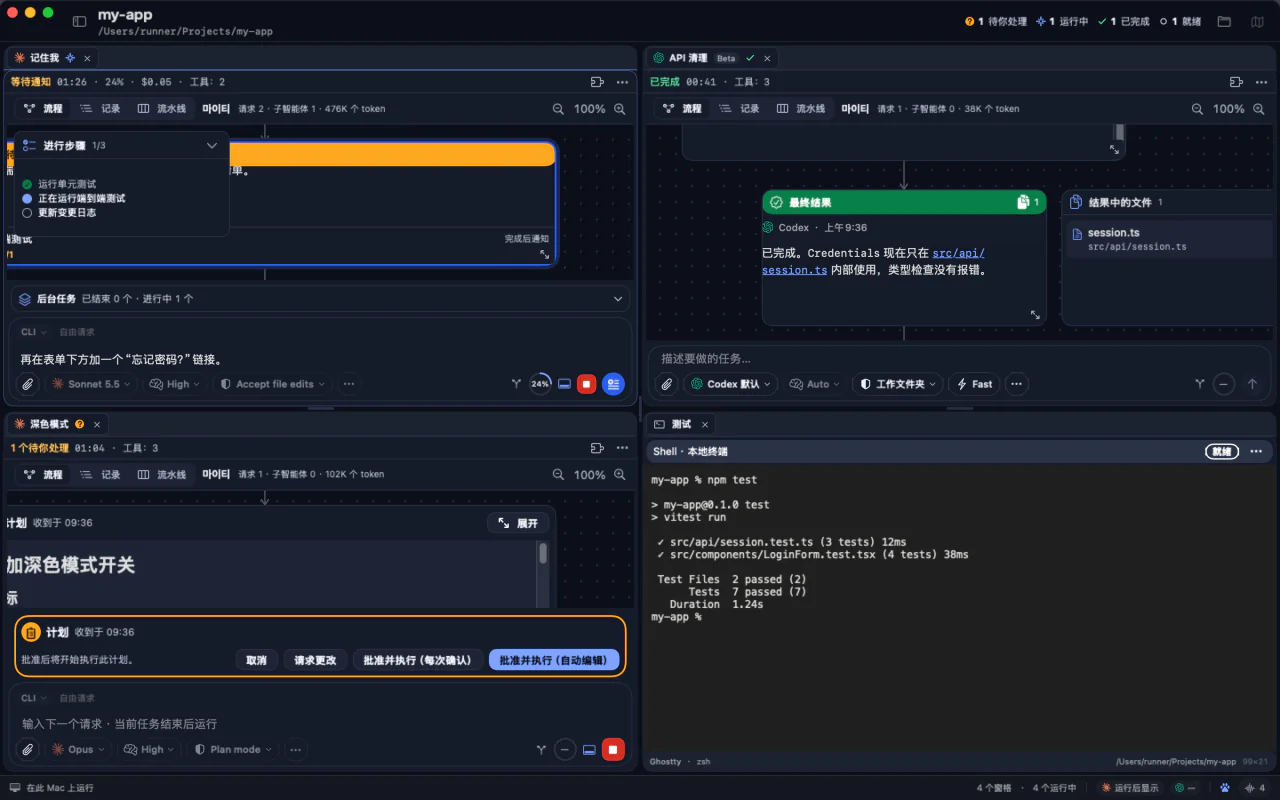 my-app
/Users/runner/Projects/my-app
1 待你处理 1 运行中 1 已完成 1 就绪
记住我
等待通知 01:26 · 24% · $0.05 · 工具: 2
流程 记录 流水线 마이티 请求 2 · 子智能体 1 · 476K 个 token
100%
进行步骤 1/3
运行单元测试
正在运行端到端测试
更新变更日志
单。
端测试
完成后通知
后台任务 已结束 0 个 · 进行中 1 个
CLI 自由请求
再在表单下方加一个“忘记密码?”链接。
Sonnet 5.5 High Accept file edits
24%
API 清理 Beta
已完成 00:41 · 工具: 3
流程 记录 流水线 마이티 请求 1 · 子智能体 0 · 38K 个 token
100%
最终结果 1
Codex · 上午9:36
已完成。Credentials 现在只在 src/api/
session.ts 内部使用，类型检查没有报错。
结果中的文件 1
session.ts
src/api/session.ts
描述要做的任务…
Codex 默认 Auto 工作文件夹 Fast
深色模式
1 个待你处理 01:04 · 工具: 3
流程 记录 流水线 마이티 请求 1 · 子智能体 0 · 102K 个 token
100%
计划 收到于 09:36
展开
加深色模式开关
标
计划 收到于 09:36
批准后将开始执行此计划。
取消 请求更改 批准并执行 (每次确认) 批准并执行 (自动编辑)
CLI 自由请求
输入下一个请求 · 当前任务结束后运行
Opus High Plan mode
测试
Shell · 本地终端
就绪
my-app % npm test
> my-app@0.1.0 test
> vitest run
✓ src/api/session.test.ts (3 tests) 12ms
✓ src/components/LoginForm.test.tsx (4 tests) 38ms
Test Files 2 passed (2)
Tests 7 passed (7)
Duration 1.24s
my-app %
Ghostty · zsh
/Users/runner/Projects/my-app 99×21
在此 Mac 上运行
4 个窗格 · 4 个运行中 运行后显示 — 4